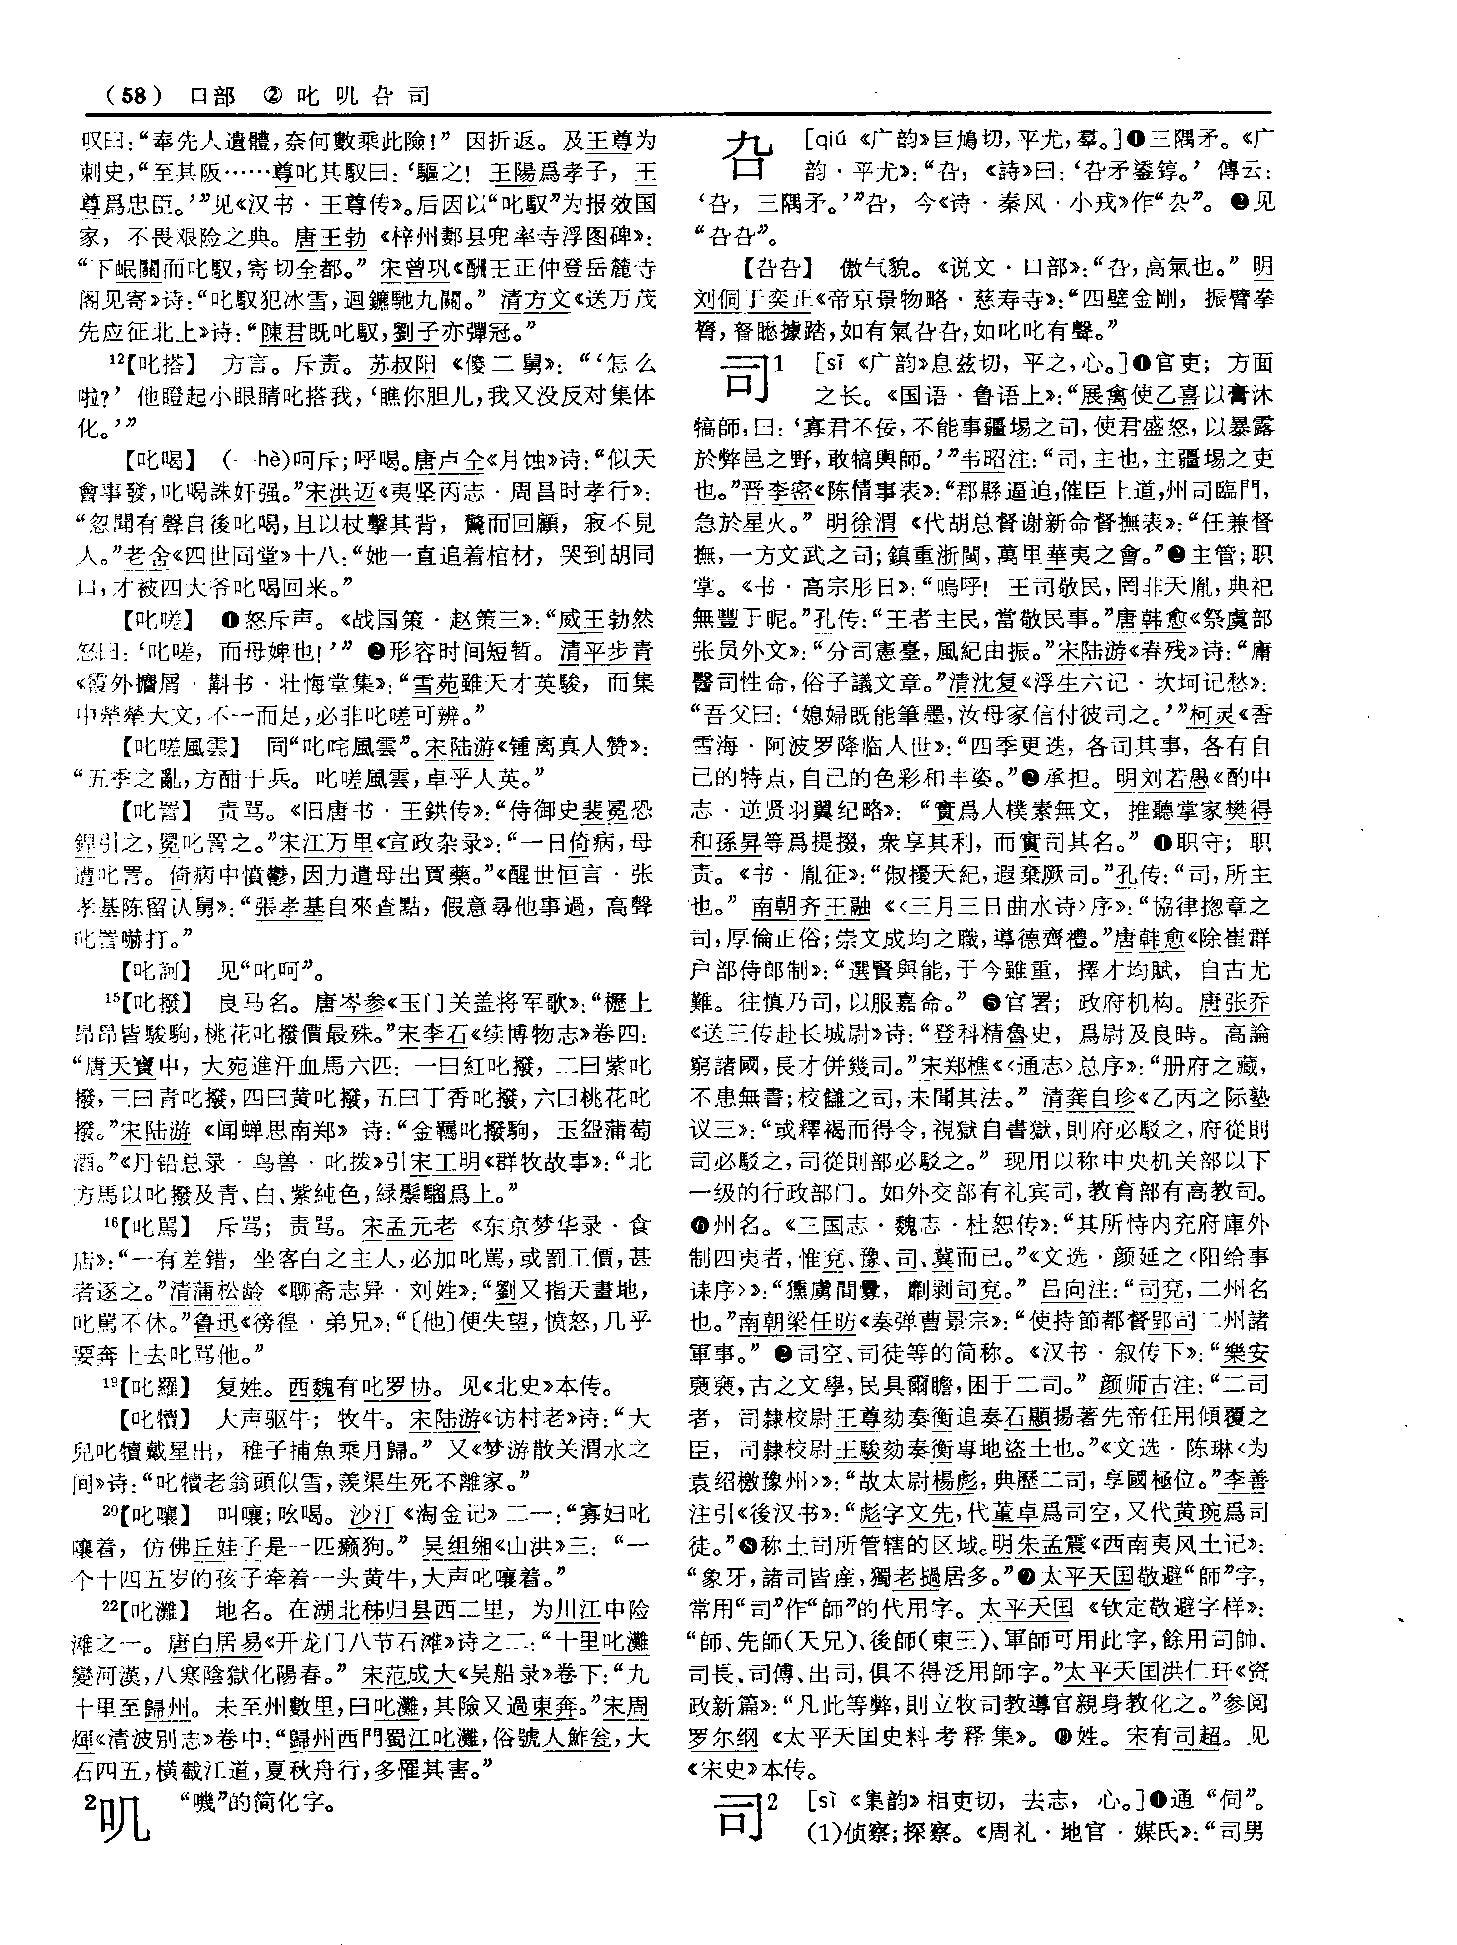 (58) 口部 ② 叱 叽 叴 司
叹曰:“奉先人遺體,奈何數乘此險!” 因折返。及王尊为
刺史,“至其阪……尊叱其馭曰:‘驅之! 王陽爲孝子, 王
尊爲忠臣。’”见《汉书·王尊传》。后因以“叱馭”为报效国
家, 不畏艰险之典。唐王勃《梓州郪县兜率寺浮图碑》:
“下岷關而叱馭,寄切全都。” 宋曾巩《酬王正仲登岳麓寺
阁见寄》诗:“叱馭犯冰雪,迴鑣馳九關。” 清方文《送万茂
先应征北上》诗:“陳君既叱馭,劉子亦彈冠。”
¹²【叱搭】 方言。斥责。苏叔阳《傻二舅》:“‘怎么
啦?’ 他瞪起小眼睛叱搭我,‘瞧你胆儿,我又没反对集体
化。’”
【叱喝】 (-hè)呵斥;呼喝。唐卢仝《月蚀》诗:“似天
會事發,叱喝誅奸强。”宋洪迈《夷坚丙志·周昌时孝行》:
“忽聞有聲自後叱喝,且以杖擊其背, 驚而回顧, 寂不見
人。”老舍《四世同堂》十八:“她一直追着棺材, 哭到胡同
口,才被四大爷叱喝回来。”
【叱嗟】 ❶怒斥声。《战国策·赵策三》:“威王勃然
怒曰:‘叱嗟, 而母婢也!’” ❷形容时间短暂。清平步青
《霞外攟屑·斠书·壮悔堂集》:“雪苑雖天才英駿, 而集
中犖犖大文,不一而足,必非叱嗟可辨。”
【叱嗟風雲】 同“叱咤風雲”。宋陆游《锺离真人赞》:
“五季之亂,方酣于兵。叱嗟風雲,卓乎人英。”
【叱詈】 责骂。《旧唐书·王鉷传》:“侍御史裴冕恐
銲引之,冕叱詈之。”宋江万里《宣政杂录》:“一日倚病,母
遭叱詈。倚病中憤鬱,因力遣母出買藥。”《醒世恒言·张
孝基陈留认舅》:“張孝基自來查點, 假意尋他事過, 高聲
叱詈嚇打。”
【叱訶】 见“叱呵”。
¹⁵【叱撥】 良马名。唐岑参《玉门关盖将军歌》:“櫪上
昂昂皆駿駒,桃花叱撥價最殊。”宋李石《续博物志》卷四:
“唐天寶中, 大宛進汗血馬六匹: 一曰紅叱撥, 二曰紫叱
撥,三曰青叱撥,四曰黄叱撥,五曰丁香叱撥,六曰桃花叱
撥。”宋陆游《闻蝉思南郑》诗:“金羈叱撥駒, 玉盌蒲萄
酒。”《丹铅总录·鸟兽·叱拨》引宋王明《群牧故事》:“北
方馬以叱撥及青、白、紫純色,緑鬃騮爲上。”
¹⁶【叱駡】 斥骂; 责骂。宋孟元老《东京梦华录·食
店》:“一有差錯, 坐客白之主人,必加叱駡,或罰工價,甚
者逐之。”清蒲松龄《聊斋志异·刘姓》:“劉又指天畫地,
叱駡不休。”鲁迅《徬徨·弟兄》:“〔他〕便失望,愤怒,几乎
要奔上去叱骂他。”
¹⁹【叱羅】 复姓。西魏有叱罗协。见《北史》本传。
【叱犢】 大声驱牛; 牧牛。宋陆游《访村老》诗:“大
兒叱犢戴星出, 稚子捕魚乘月歸。” 又《梦游散关渭水之
间》诗:“叱犢老翁頭似雪,羨渠生死不離家。”
²⁰【叱嚷】 叫嚷;吆喝。沙汀《淘金记》二一:“寡妇叱
嚷着, 仿佛丘娃子是一匹癞狗。” 吴组缃《山洪》三: “一
个十四五岁的孩子牵着一头黄牛,大声叱嚷着。”
²²【叱灘】 地名。在湖北秭归县西二里, 为川江中险
滩之一。唐白居易《开龙门八节石滩》诗之二:“十里叱灘
變河漢,八寒陰獄化陽春。” 宋范成大《吴船录》卷下:“九
十里至歸州。未至州數里,曰叱灘,其險又過東奔。”宋周
煇《清波别志》卷中:“歸州西門蜀江叱灘,俗號人鮓瓮,大
石四五,横截江道,夏秋舟行,多罹其害。”
²叽 “嘰”的简化字。
叴 [qiú 《广韵》巨鳩切,平尤,羣。]❶三隅矛。《广
韵·平尤》:“叴, 《詩》曰:‘叴矛鋈錞。’ 傳云:
‘叴, 三隅矛。’”叴, 今《诗·秦风·小戎》作“厹”。 ❷见
“叴叴”。
【叴叴】 傲气貌。《说文·口部》:“叴,高氣也。” 明
刘侗于奕正《帝京景物略·慈寿寺》:“四壁金剛, 振臂拳
膂,睯䁂據踏,如有氣叴叴,如叱叱有聲。”
司¹ [sī 《广韵》息兹切, 平之,心。]❶官吏; 方面
之长。《国语·鲁语上》:“展禽使乙喜以膏沐
犒師,曰: ‘寡君不佞,不能事疆埸之司,使君盛怒,以暴露
於弊邑之野,敢犒輿師。’”韦昭注:“司,主也,主疆埸之吏
也。”晋李密《陈情事表》:“郡縣逼迫,催臣上道,州司臨門,
急於星火。” 明徐渭《代胡总督谢新命督撫表》:“任兼督
撫,一方文武之司;鎮重浙閩,萬里華夷之會。”❷主管;职
掌。《书·高宗肜日》:“嗚呼! 王司敬民,罔非天胤,典祀
無豐于昵。”孔传:“王者主民,當敬民事。”唐韩愈《祭虞部
张员外文》:“分司憲臺,風紀由振。”宋陆游《春残》诗:“庸
醫司性命,俗子議文章。”清沈复《浮生六记·坎坷记愁》:
“吾父曰:‘媳婦既能筆墨,汝母家信付彼司之。’”柯灵《香
雪海·阿波罗降临人世》:“四季更迭, 各司其事, 各有自
己的特点,自己的色彩和丰姿。”❸承担。明刘若愚《酌中
志·逆贤羽翼纪略》: “實爲人樸素無文, 推聽掌家樊得
和孫昇等爲提掇, 衆享其利, 而實司其名。” ❹职守; 职
责。《书·胤征》:“俶擾天紀,遐棄厥司。”孔传:“司,所主
也。” 南朝齐王融《〈三月三日曲水诗〉序》:“協律揔章之
司,厚倫正俗;崇文成均之職,導德齊禮。”唐韩愈《除崔群
户部侍郎制》:“選賢與能,于今雖重, 擇才均賦, 自古尤
難。往慎乃司,以服嘉命。” ❺官署; 政府机构。唐张乔
《送三传赴长城尉》诗:“登科精魯史, 爲尉及良時。高論
窮諸國,長才併幾司。”宋郑樵《〈通志〉总序》:“册府之藏,
不患無書;校讎之司,未聞其法。” 清龚自珍《乙丙之际塾
议三》:“或釋褐而得令,視獄自書獄,則府必駁之,府從則
司必駁之,司從則部必駁之。” 现用以称中央机关部以下
一级的行政部门。如外交部有礼宾司,教育部有高教司。
❻州名。《三国志·魏志·杜恕传》:“其所恃内充府庫外
制四夷者,惟兗、豫、司、冀而已。”《文选·颜延之〈阳给事
诔序〉》:“獯虜間釁, 劘剥司兗。” 吕向注:“司兗,二州名
也。”南朝梁任昉《奏弹曹景宗》:“使持節都督郢司二州諸
軍事。” ❼司空、司徒等的简称。《汉书·叙传下》:“樂安
裦裦,古之文學,民具爾瞻,困于二司。” 颜师古注:“二司
者, 司隸校尉王尊劾奏衡追奏石顯揚著先帝任用傾覆之
臣, 司隸校尉王駿劾奏衡專地盜土也。”《文选·陈琳〈为
袁绍檄豫州〉》:“故太尉楊彪,典歷二司,享國極位。”李善
注引《後汉书》:“彪字文先,代董卓爲司空,又代黄琬爲司
徒。”❽称土司所管辖的区域。明朱孟震《西南夷风土记》:
“象牙,諸司皆産,獨老撾居多。”❾太平天国敬避“師”字,
常用“司”作“師”的代用字。太平天国《钦定敬避字样》:
“師、先師(天兄)、後師(東王)、軍師可用此字,餘用司帥、
司長、司傅、出司,俱不得泛用師字。”太平天国洪仁玕《资
政新篇》:“凡此等弊,則立牧司教導官親身教化之。”参阅
罗尔纲《太平天国史料考释集》。 ❿姓。宋有司超。见
《宋史》本传。
司² [sì 《集韵》相吏切, 去志, 心。]❶通“伺”。
(1)侦察;探察。《周礼·地官·媒氏》:“司男